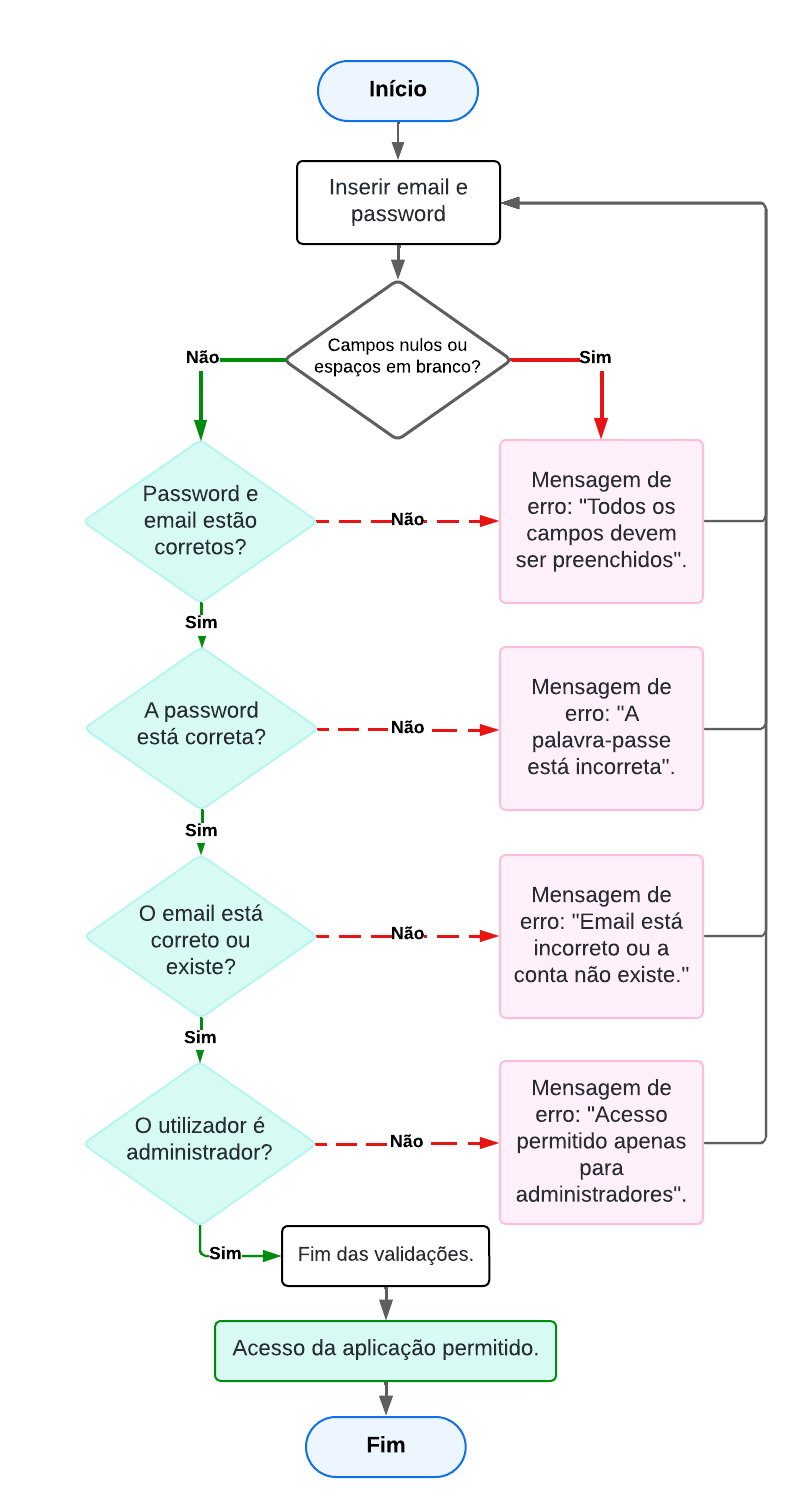 Início
Inserir email e
password
Campos nulos ou
espaços em branco?
Não
Sim
Password e
email estão
corretos?
Não
Mensagem de
erro: "Todos os
campos devem
ser preenchidos".
Sim
A password
está correta?
Não
Mensagem de
erro: "A
palavra-passe
está incorreta".
Sim
O email está
correto ou
existe?
Não
Mensagem de
erro: "Email está
incorreto ou a
conta não existe."
Sim
O utilizador é
administrador?
Não
Mensagem de
erro: "Acesso
permitido apenas
para
administradores".
Sim
Fim das validações.
Acesso da aplicação permitido.
Fim